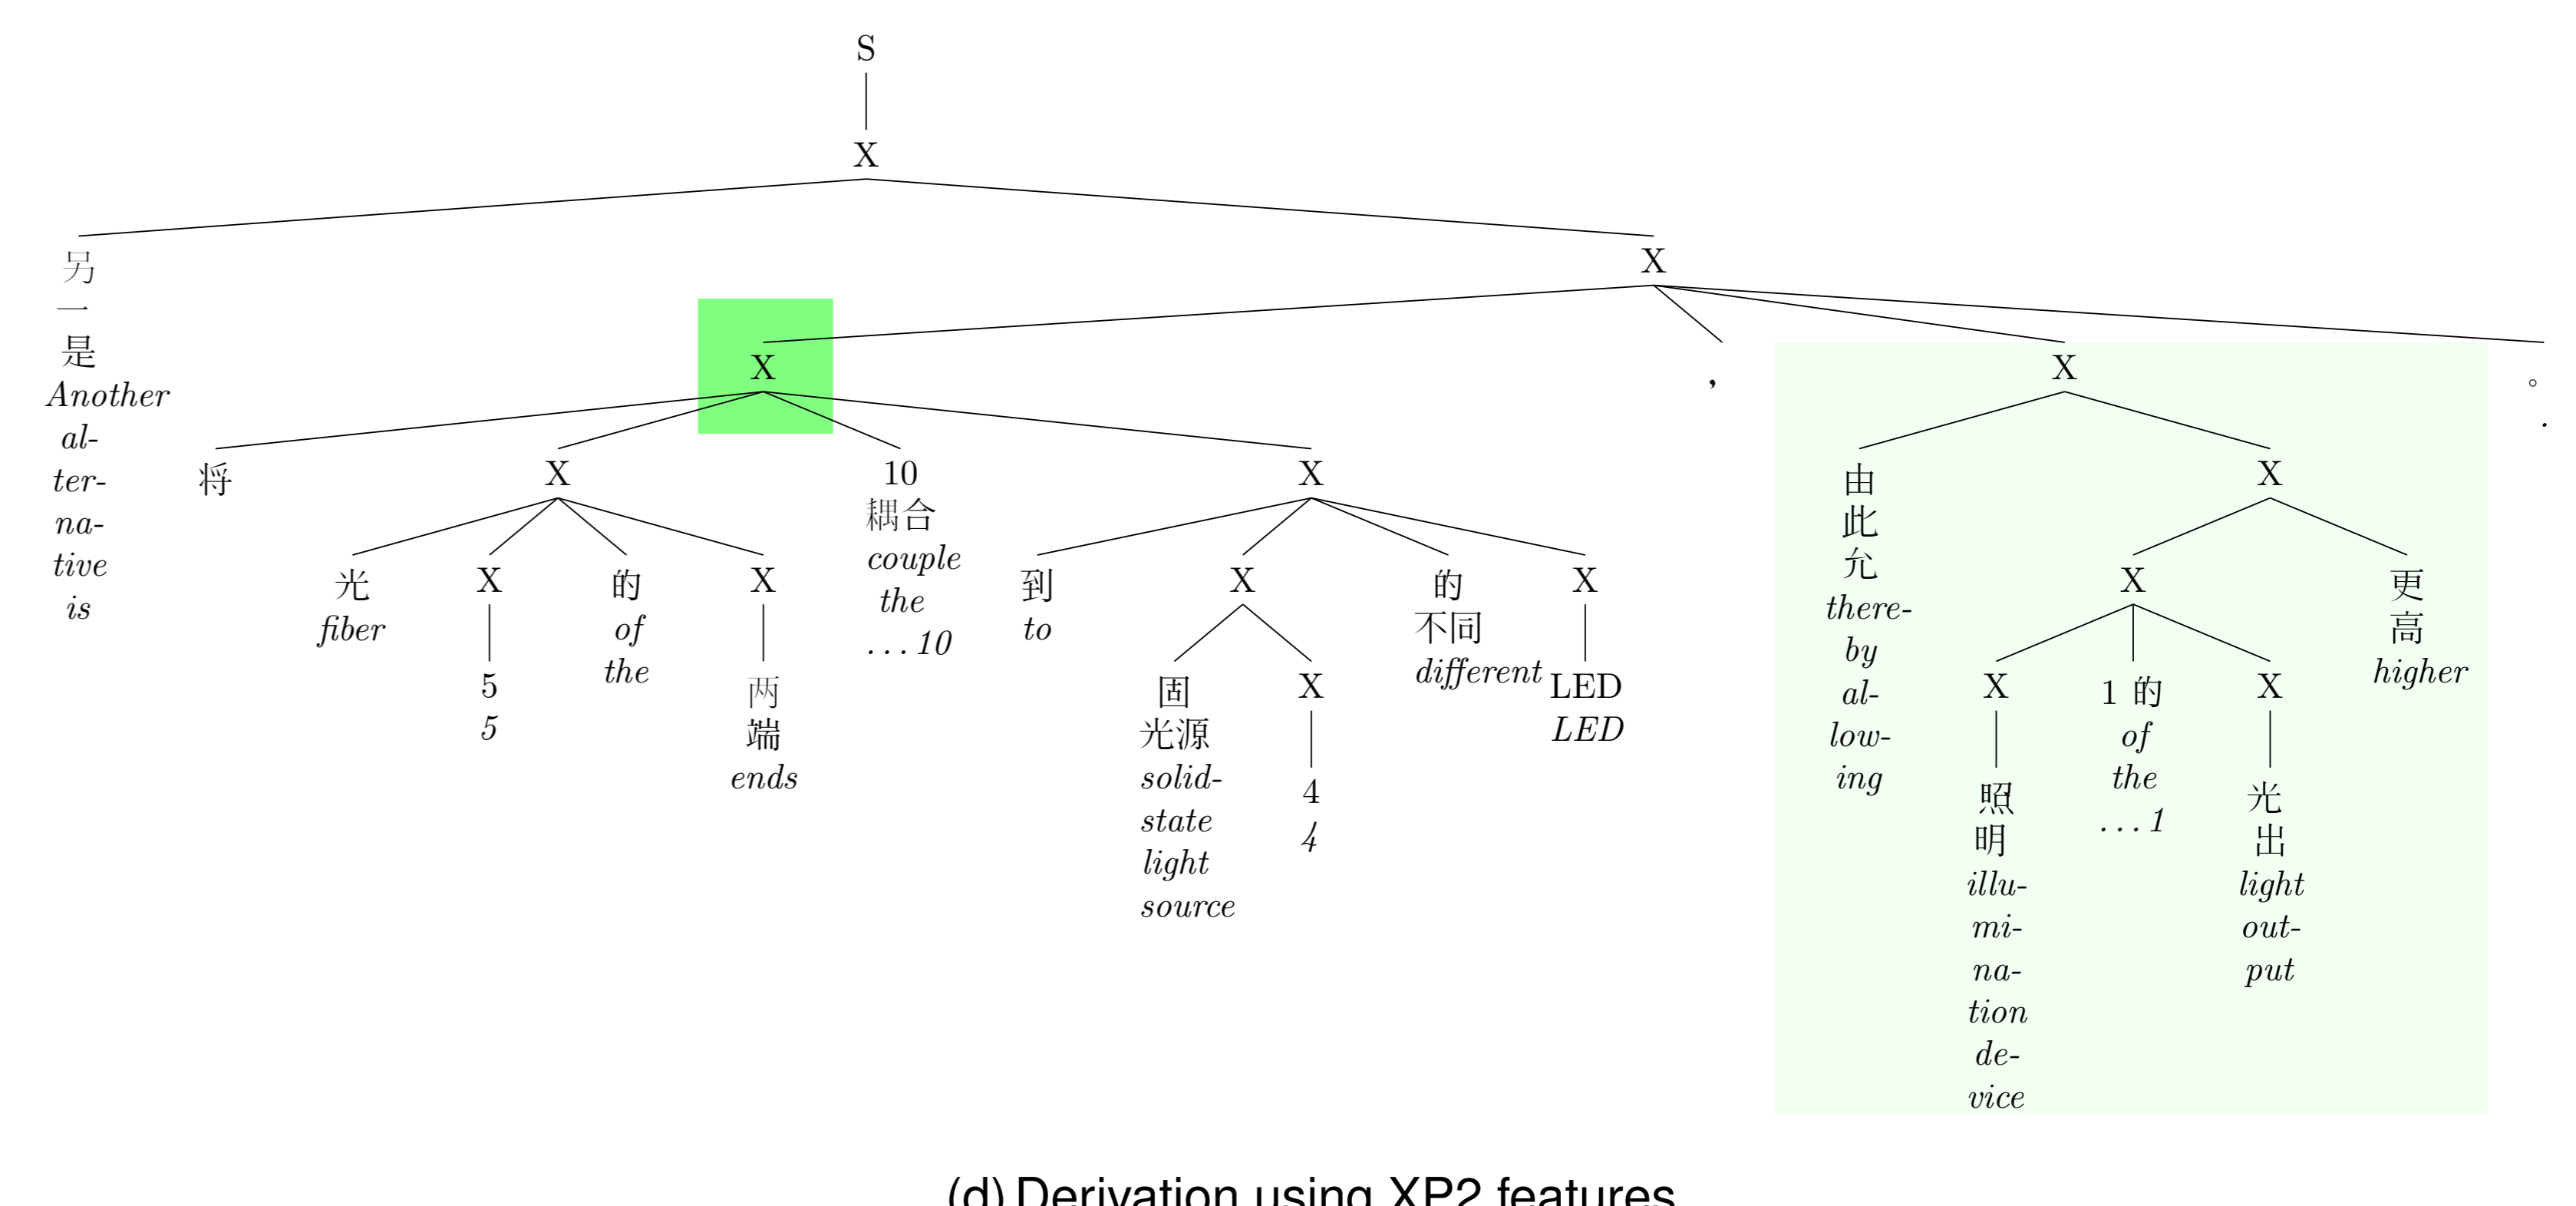 S
X
另
一
是
Another
al-
ter-
na-
tive
is
X
X
,
X
。
.
将
X
10
耦合
couple
the
...10
X
由
此
允
there-
by
al-
low-
ing
X
光
fiber
X
的
of
the
X
到
to
X
的
不同
different
X
X
更
高
higher
5
5
两
端
ends
固
光源
solid-
state
light
source
X
LED
LED
X
1 的
of
the
...1
X
4
4
照
明
illu-
mi-
na-
tion
de-
vice
光
出
light
out-
put
(d) Derivation using XP2 features